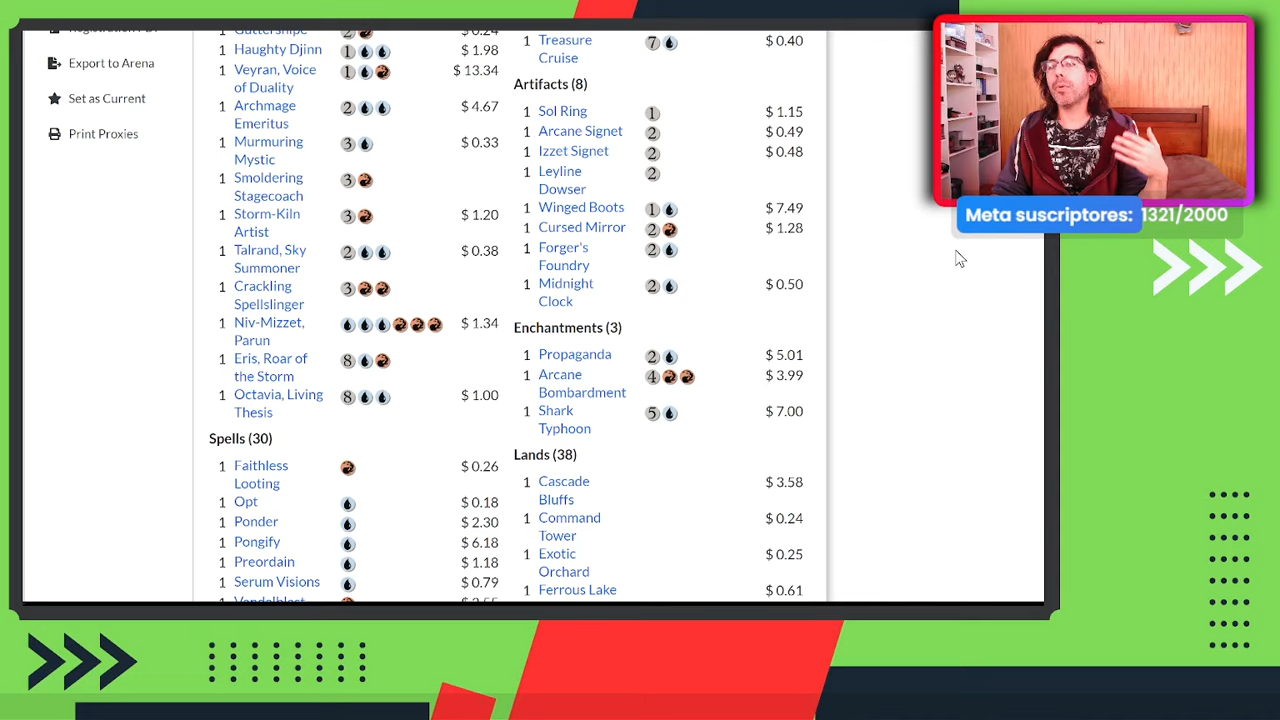 Export to Arena
Set as Current
Print Proxies
Haughty Djinn $ 1.98
1 Veyran, Voice $ 13.34
of Duality
1 Archmage $ 4.67
Emeritus
1 Murmuring $ 0.33
Mystic
1 Smoldering
Stagecoach
1 Storm-Kiln $ 1.20
Artist
1 Talrand, Sky $ 0.38
Summoner
1 Crackling
Spellslinger
1 Niv-Mizzet, $ 1.34
Parun
1 Eris, Roar of
the Storm
1 Octavia, Living $ 1.00
Thesis
Spells (30)
1 Faithless $ 0.26
Looting
1 Opt $ 0.18
1 Ponder $ 2.30
1 Pongify $ 6.18
1 Preordain $ 1.18
1 Serum Visions $ 0.79
1 Treasure 7 $ 0.40
Cruise
Artifacts (8)
1 Sol Ring 1 $ 1.15
1 Arcane Signet 2 $ 0.49
1 Izzet Signet 2 $ 0.48
1 Leyline 2
Dowser
1 Winged Boots 1 $ 7.49
1 Cursed Mirror 2 $ 1.28
1 Forger's 2
Foundry
1 Midnight 2 $ 0.50
Clock
Enchantments (3)
1 Propaganda 2 $ 5.01
1 Arcane 4 $ 3.99
Bombardment
1 Shark 5 $ 7.00
Typhoon
Lands (38)
1 Cascade $ 3.58
Bluffs
1 Command $ 0.24
Tower
1 Exotic $ 0.25
Orchard
1 Ferrous Lake $ 0.61
Meta suscriptores: 1321/2000